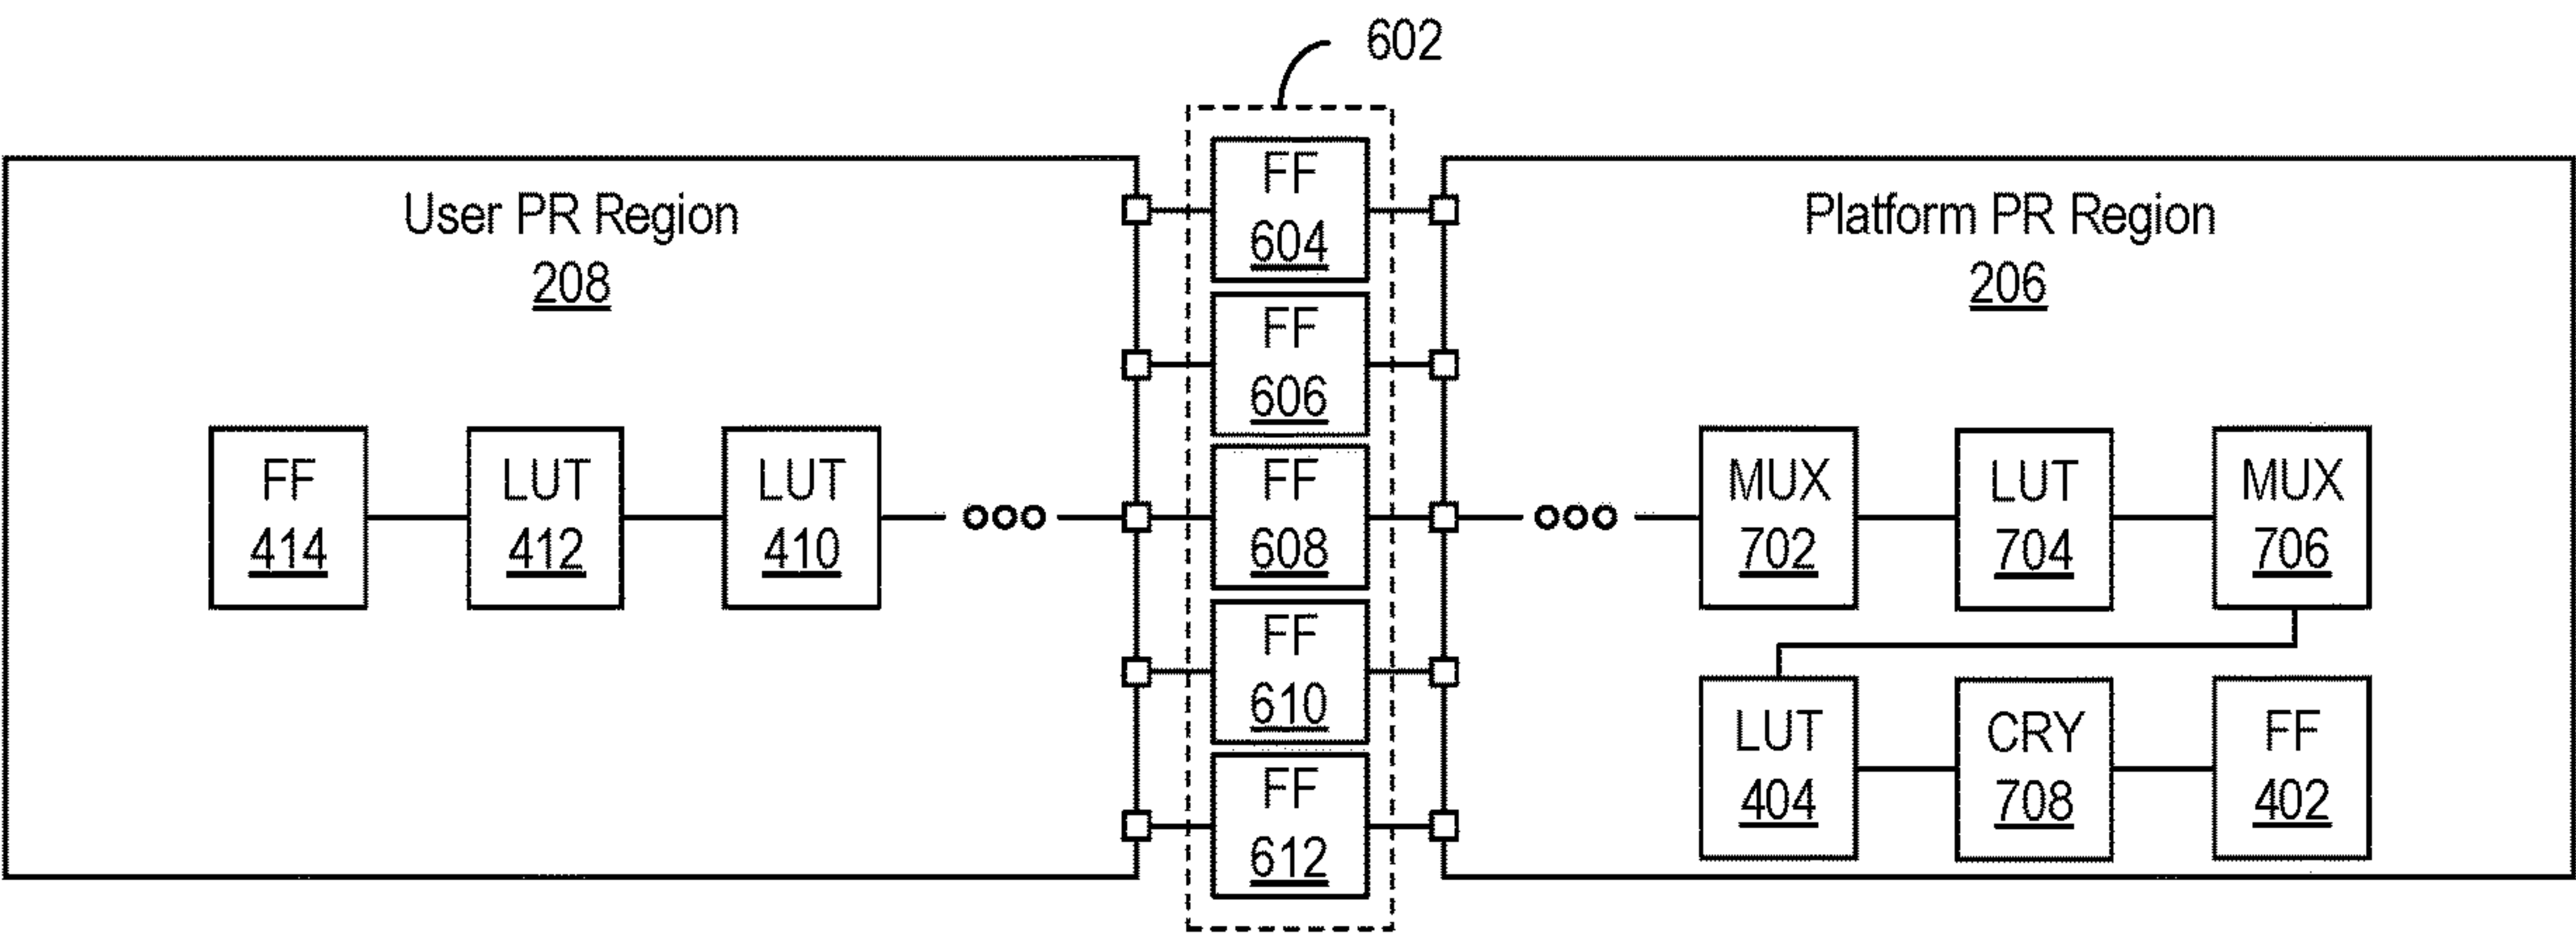 602
User PR Region
208
FF
604
FF
606
FF
608
FF
610
FF
612
Platform PR Region
206
FF
414
LUT
412
LUT
410
MUX
702
LUT
704
MUX
706
LUT
404
CRY
708
FF
402